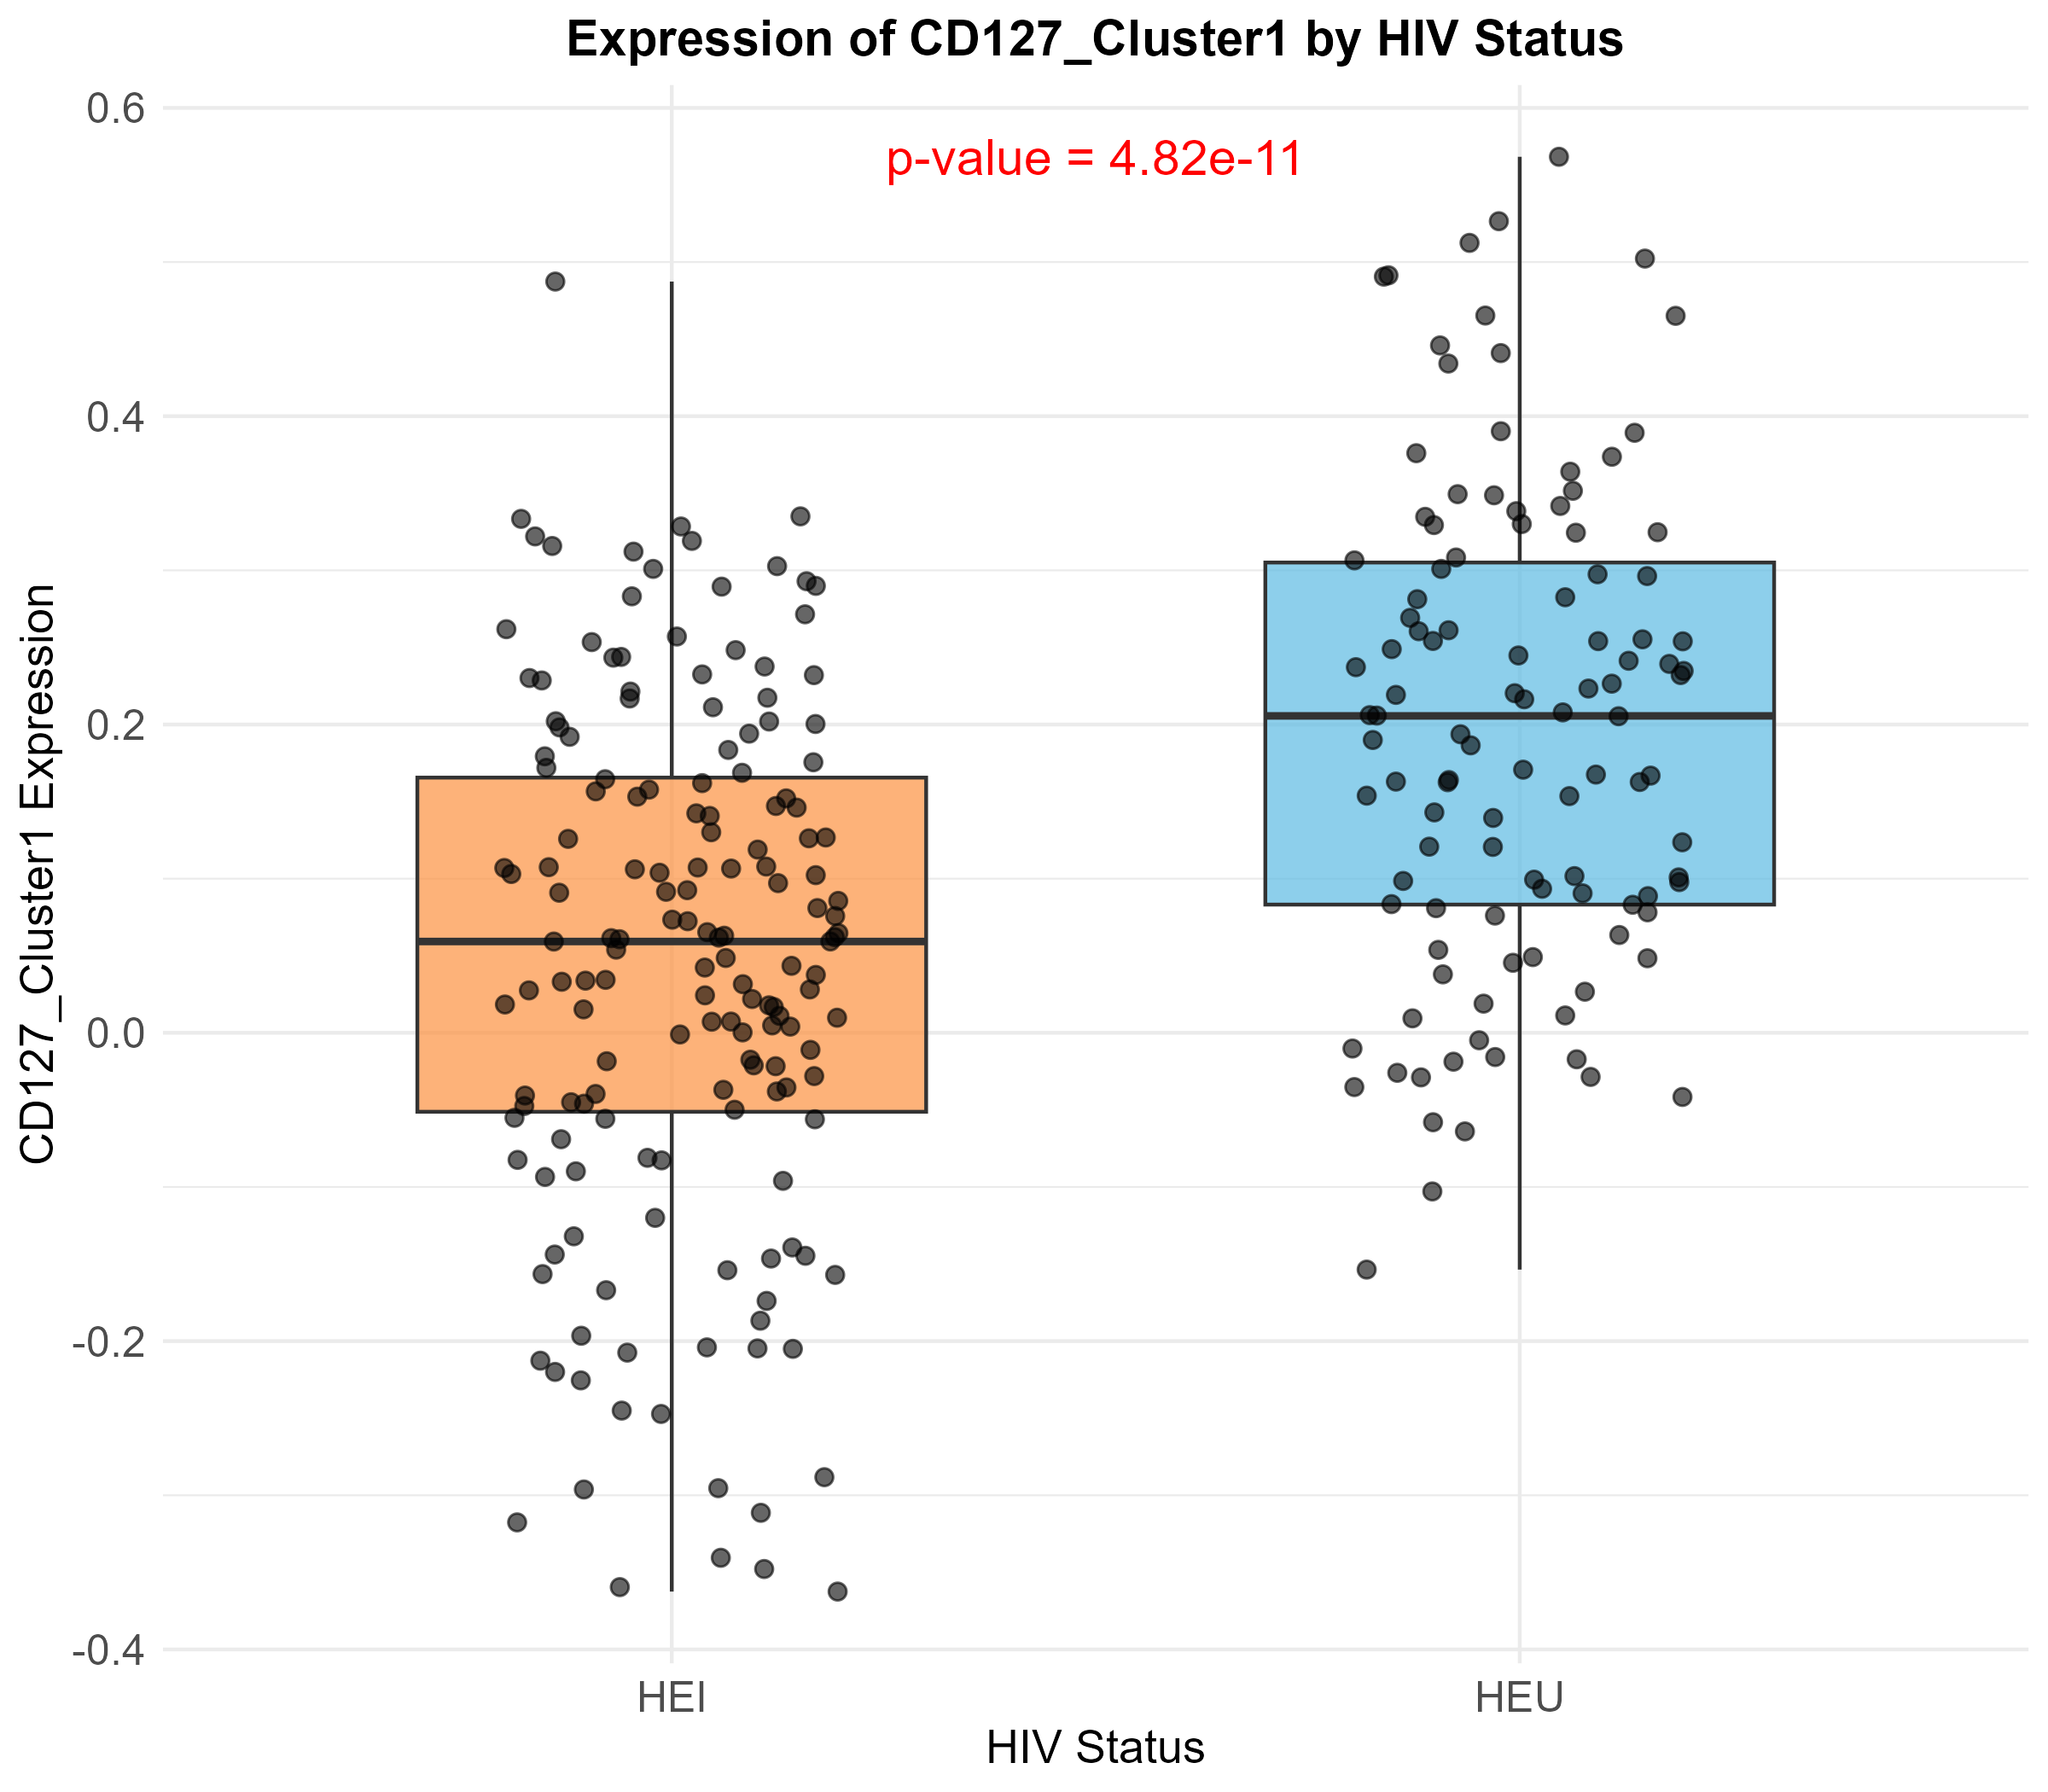 Expression of CD127_Cluster1 by HIV Status
p-value = 4.82e-11
CD127_Cluster1 Expression
0.6
0.4
0.2
0.0
-0.2
-0.4
HEI
HEU
HIV Status